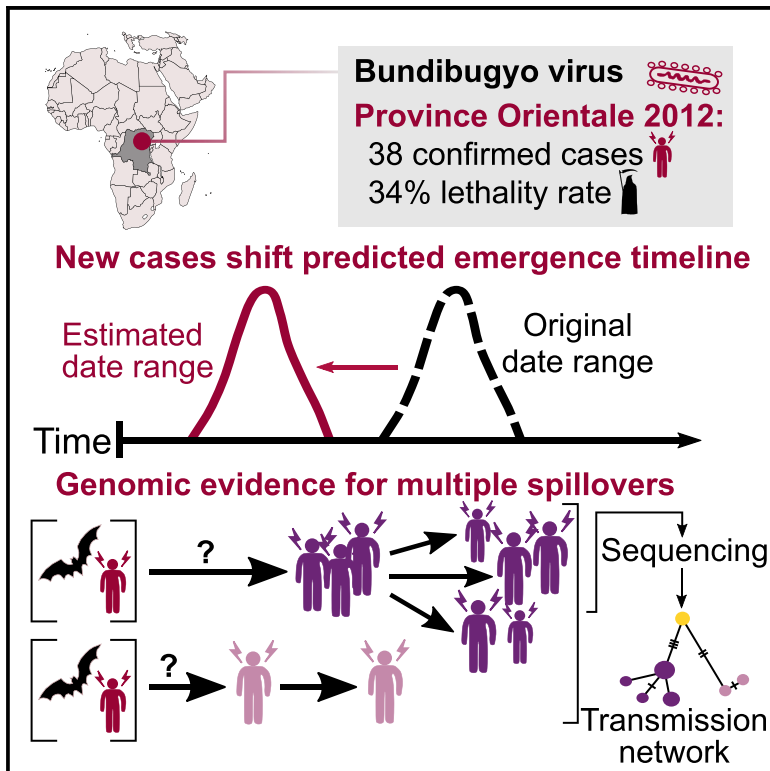 Bundibugyo virus
Province Orientale 2012:
38 confirmed cases
34% lethality rate
New cases shift predicted emergence timeline
Estimated
date range
Original
date range
Time
Genomic evidence for multiple spillovers
?
?
Sequencing
Transmission
network